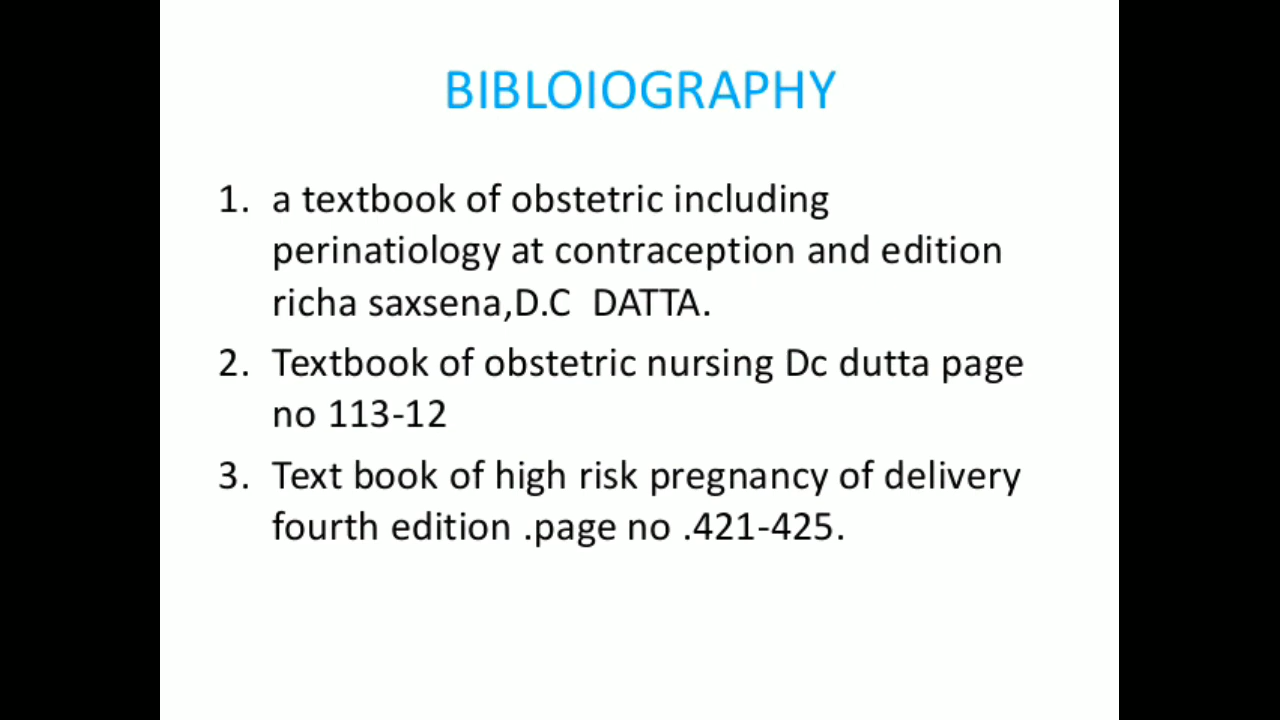 BIBLOIOGRAPHY
1. a textbook of obstetric including
perinatiology at contraception and edition
richa saxsena,D.C  DATTA.
2. Textbook of obstetric nursing Dc dutta page
no 113-12
3. Text book of high risk pregnancy of delivery
fourth edition .page no .421-425.